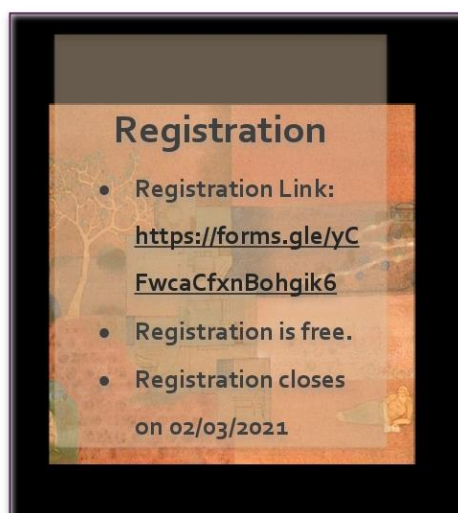 Registration
• Registration Link:
https://forms.gle/yC
FwcaCfxnBohgik6
• Registration is free.
• Registration closes
on 02/03/2021